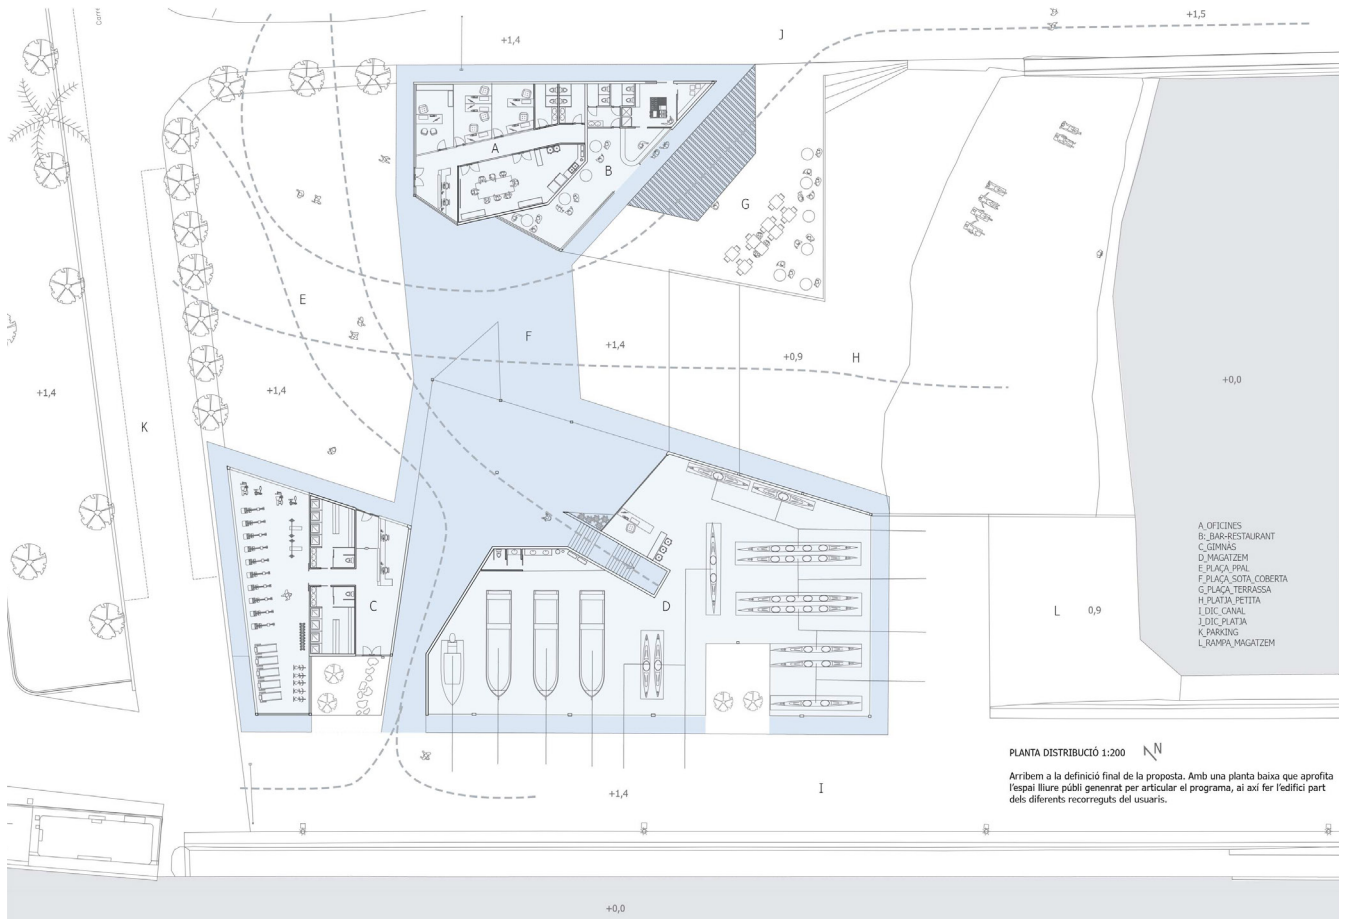 Carr
+1,4
J
+1,5
A
B
G
E
F
+1,4
+0,9
H
+1,4
+1,4
+0,0
K
C
D
L
0,9
A_OFICINES
B:_BAR-RESTAURANT
C_GIMNÀS
D_MAGATZEM
E_PLAÇA_PPAL
F_PLAÇA_SOTA_COBERTA
G_PLAÇA_TERRASSA
H_PLATJA_PETITA
I_DIC_CANAL
J_DIC_PLATJA
K_PARKING
L_RAMPA_MAGATZEM
PLANTA DISTRIBUCIÓ 1:200 N
Arribem a la definició final de la proposta. Amb una planta baixa que aprofita
l'espai lliure públi genenrat per articular el programa, ai axí fer l'edifici part
dels diferents recorreguts del usuaris.
+1,4
I
+0,0